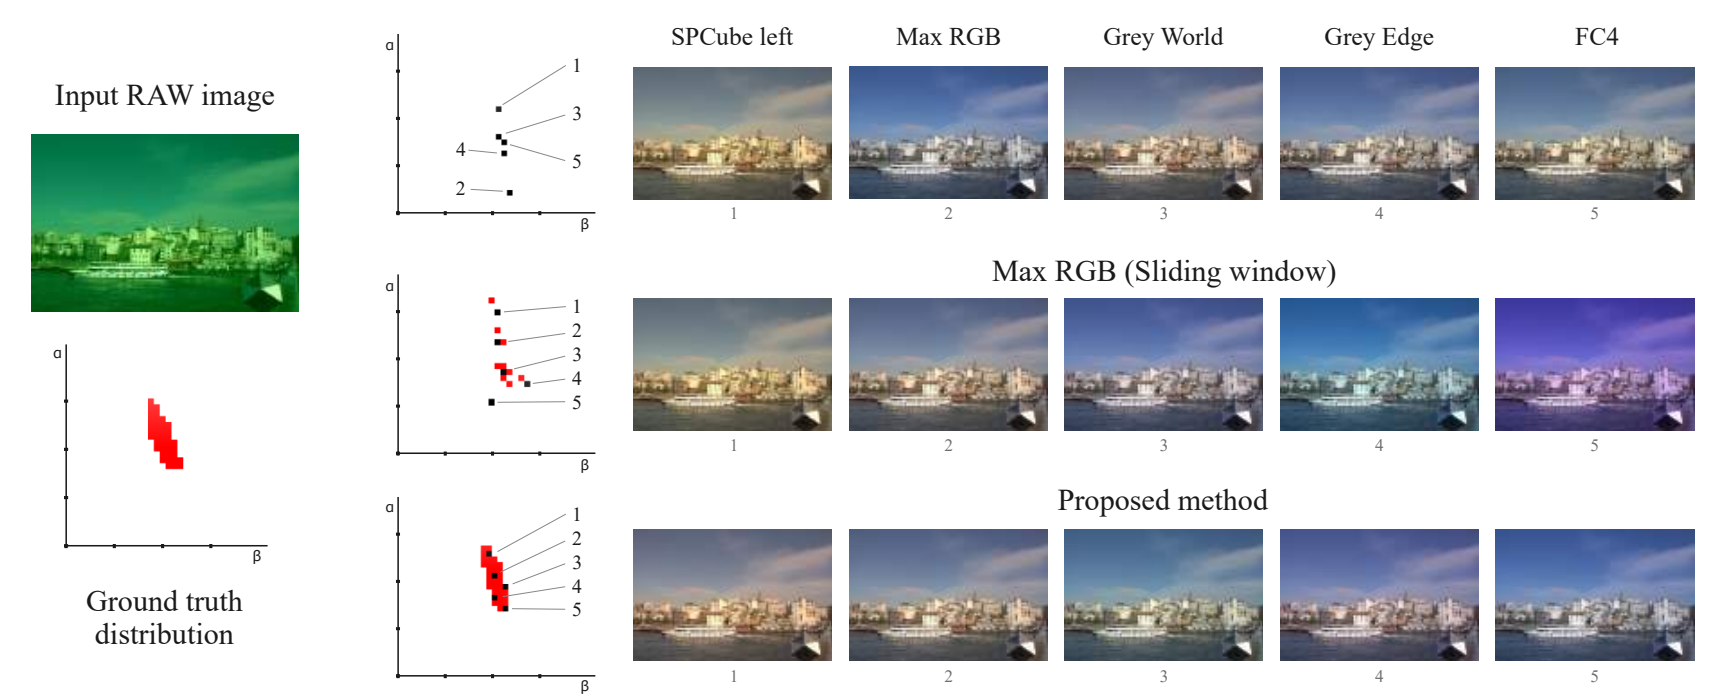 Input RAW image
α
β
Ground truth
distribution
α
1
3
4
5
2
β
SPCube left
Max RGB
Grey World
Grey Edge
FC4
1
2
3
4
5
α
1
2
3
4
5
β
Max RGB (Sliding window)
1
2
3
4
5
α
1
2
3
4
5
β
Proposed method
1
2
3
4
5